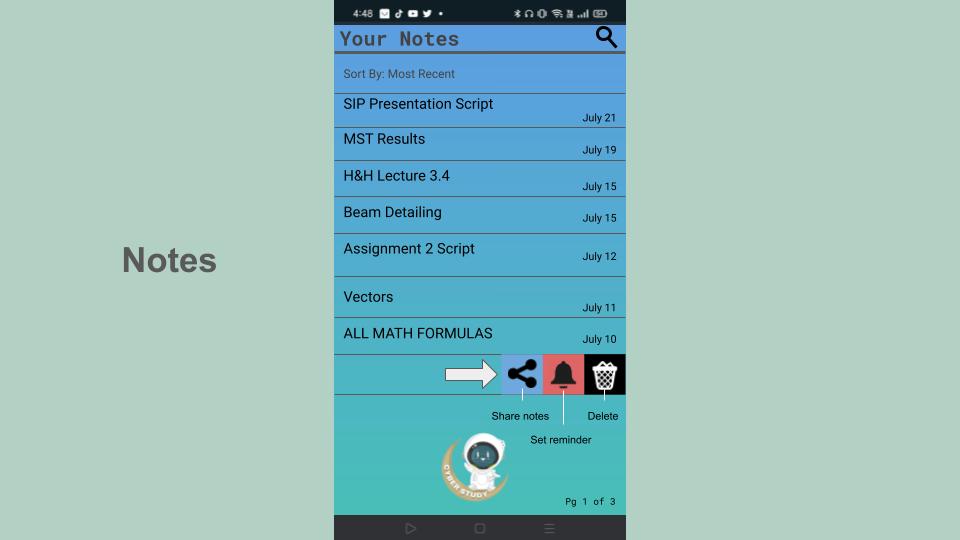 4:48
54
Your Notes
Sort By: Most Recent
SIP Presentation Script
July 21
MST Results
July 19
H&H Lecture 3.4
July 15
Beam Detailing
July 15
Notes
Assignment 2 Script
July 12
Vectors
July 11
ALL MATH FORMULAS
July 10
Share notes
Delete
Set reminder
CYBER STUDY
Pg 1 of 3